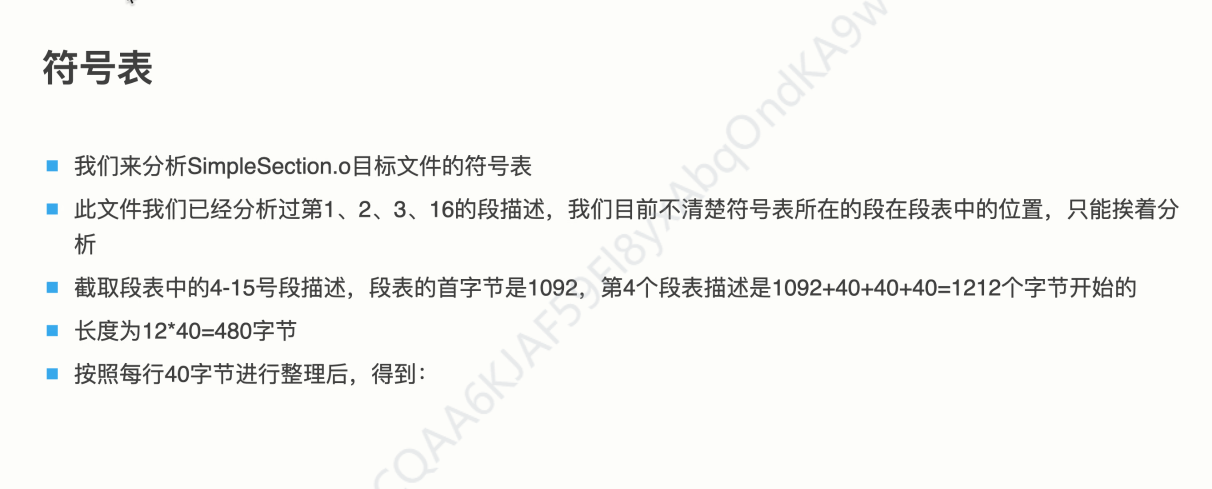 符号表
我们来分析SimpleSection.o目标文件的符号表
此文件我们已经分析过第1、2、3、16的段描述，我们目前不清楚符号表所在的段在段表中的位置，只能挨着分
析
截取段表中的4-15号段描述，段表的首字节是1092，第4个段表描述是1092+40+40+40=1212个字节开始的
长度为12*40=480字节
按照每行40字节进行整理后，得到：